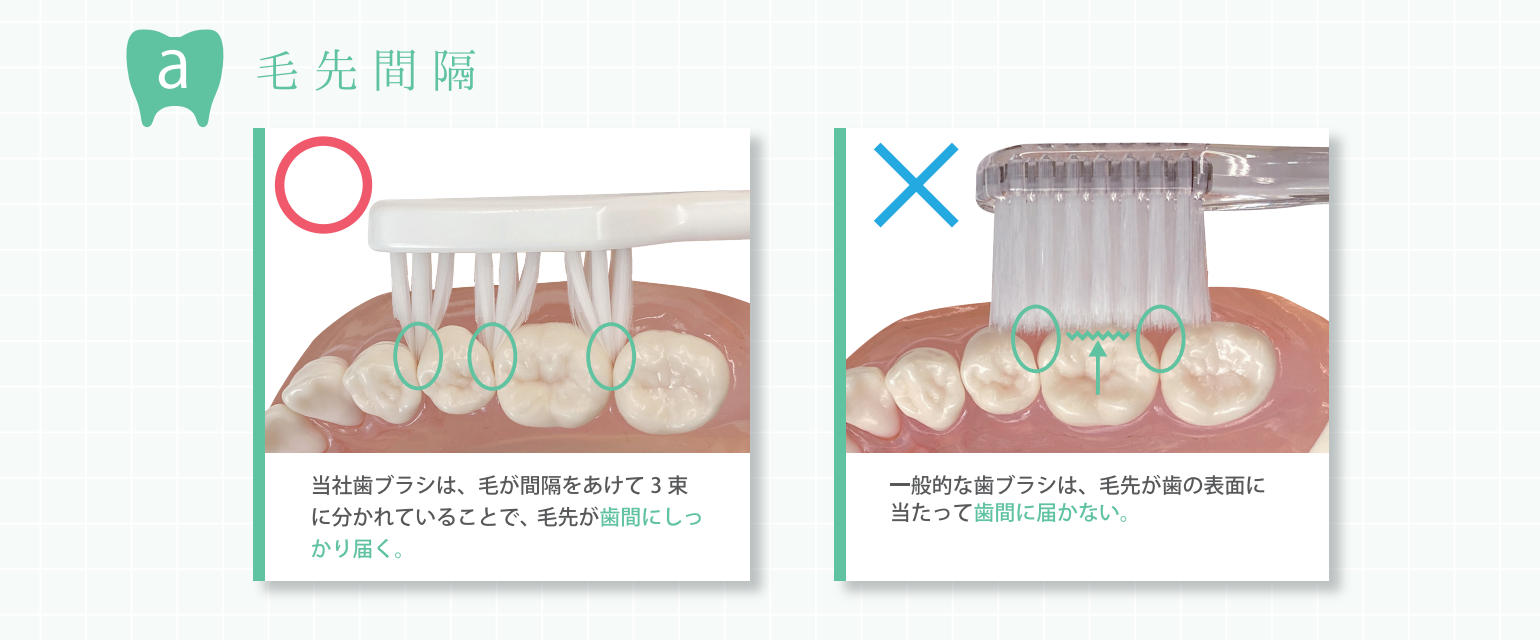 a
毛先間隔
当社歯ブラシは、毛が間隔をあけて 3 束
に分かれていることで、毛先が歯間にしっ
かり届く。
一般的な歯ブラシは、毛先が歯の表面に
当たって歯間に届かない。